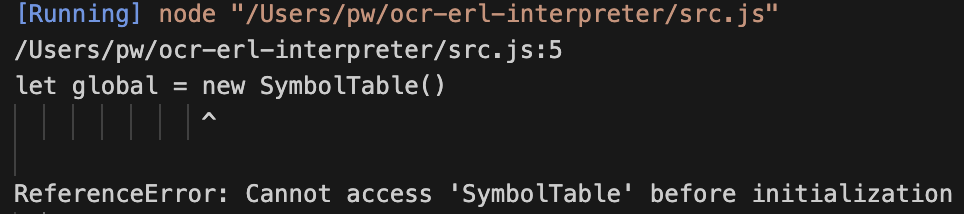 [Running] node "/Users/pw/ocr-erl-interpreter/src.js"
/Users/pw/ocr-erl-interpreter/src.js:5
let global = new SymbolTable()
^
ReferenceError: Cannot access 'SymbolTable' before initialization